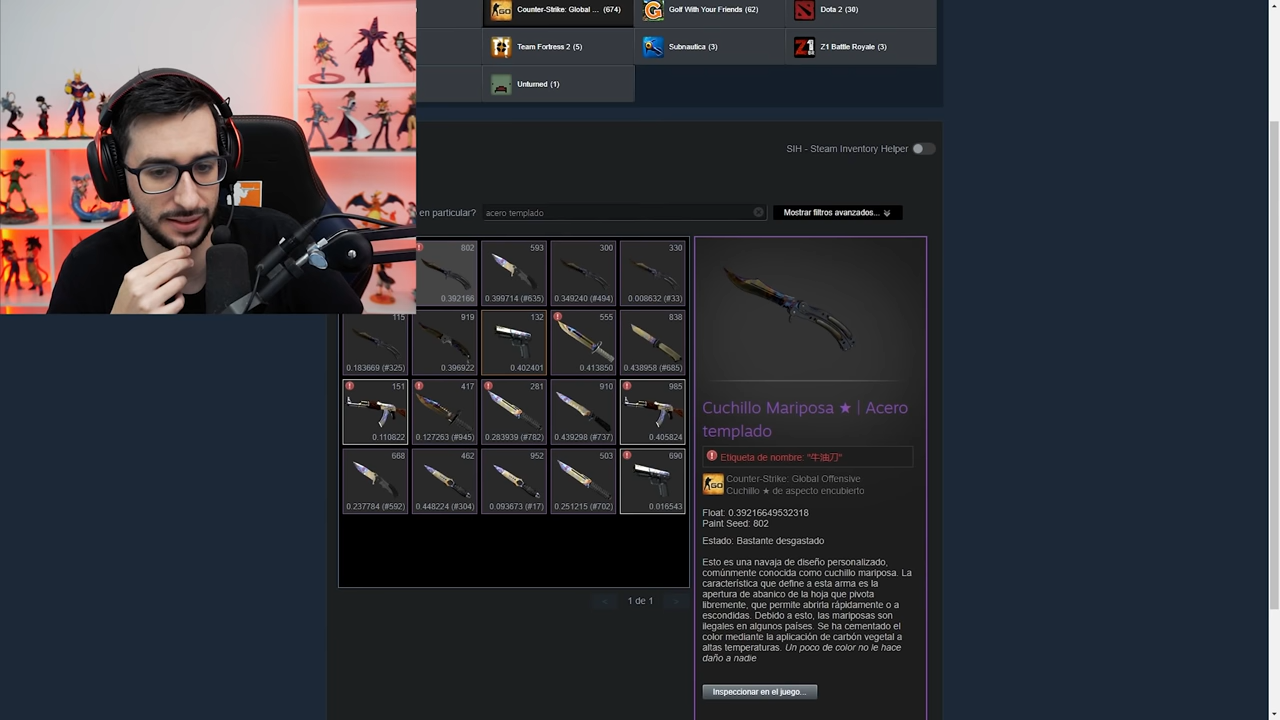 Counter-Strike: Global ... (674)
Golf With Your Friends (62)
Dota 2 (30)
Team Fortress 2 (5)
Subnautica (3)
Z1 Battle Royale (3)
Unturned (1)
SIH - Steam Inventory Helper
en particular?
acero templado
Mostrar filtros avanzados...
802
593
300
330
0.392166
0.399714 (#635)
0.349240 (#494)
0.008632 (#33)
115
919
132
555
838
0.183669 (#325)
0.396922
0.402401
0.413850
0.438958 (#685)
151
417
281
910
985
0.110822
0.127263 (#945)
0.283939 (#782)
0.439298 (#737)
0.405824
668
462
952
503
690
0.237784 (#592)
0.448224 (#304)
0.093673 (#17)
0.251215 (#702)
0.016543
1 de 1
Cuchillo Mariposa ★ | Acero
templado
Etiqueta de nombre: "牛油刀"
Counter-Strike: Global Offensive
Cuchillo ★ de aspecto encubierto
Float: 0.39216649532318
Paint Seed: 802
Estado: Bastante desgastado
Esto es una navaja de diseño personalizado,
comúnmente conocida como cuchillo mariposa. La
característica que define a esta arma es la
apertura de abanico de la hoja que pivota
libremente, que permite abrirla rápidamente o a
escondidas. Debido a esto, las mariposas son
ilegales en algunos países. Se ha cementado el
color mediante la aplicación de carbón vegetal a
altas temperaturas. Un poco de color no le hace
daño a nadie
Inspeccionar en el juego...